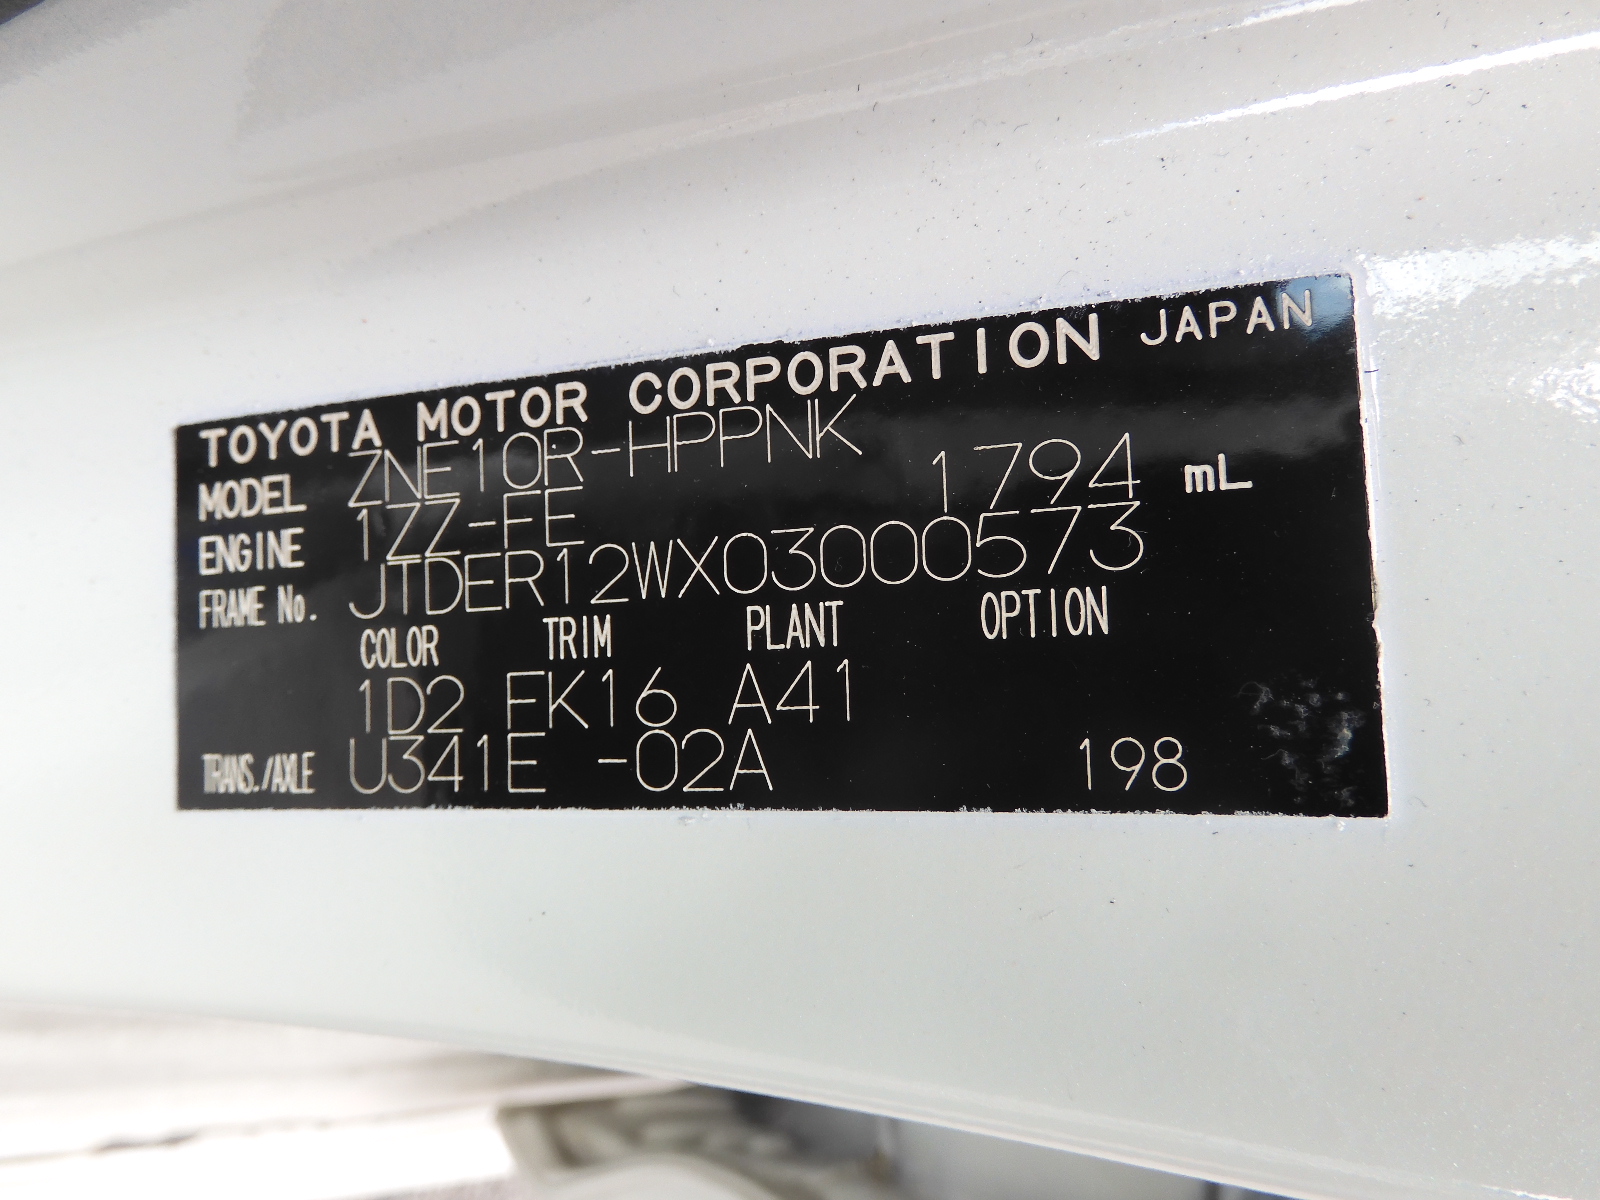 TOYOTA MOTOR CORPORATION JAPAN
MODEL ZNE10R-HPPNK
ENGINE 1ZZ-FE 1794 mL
FRAME No. JTDER12WX03000573
COLOR TRIM PLANT OPTION
1D2 FK16 A41
TRANS./AXLE U341E -02A 198